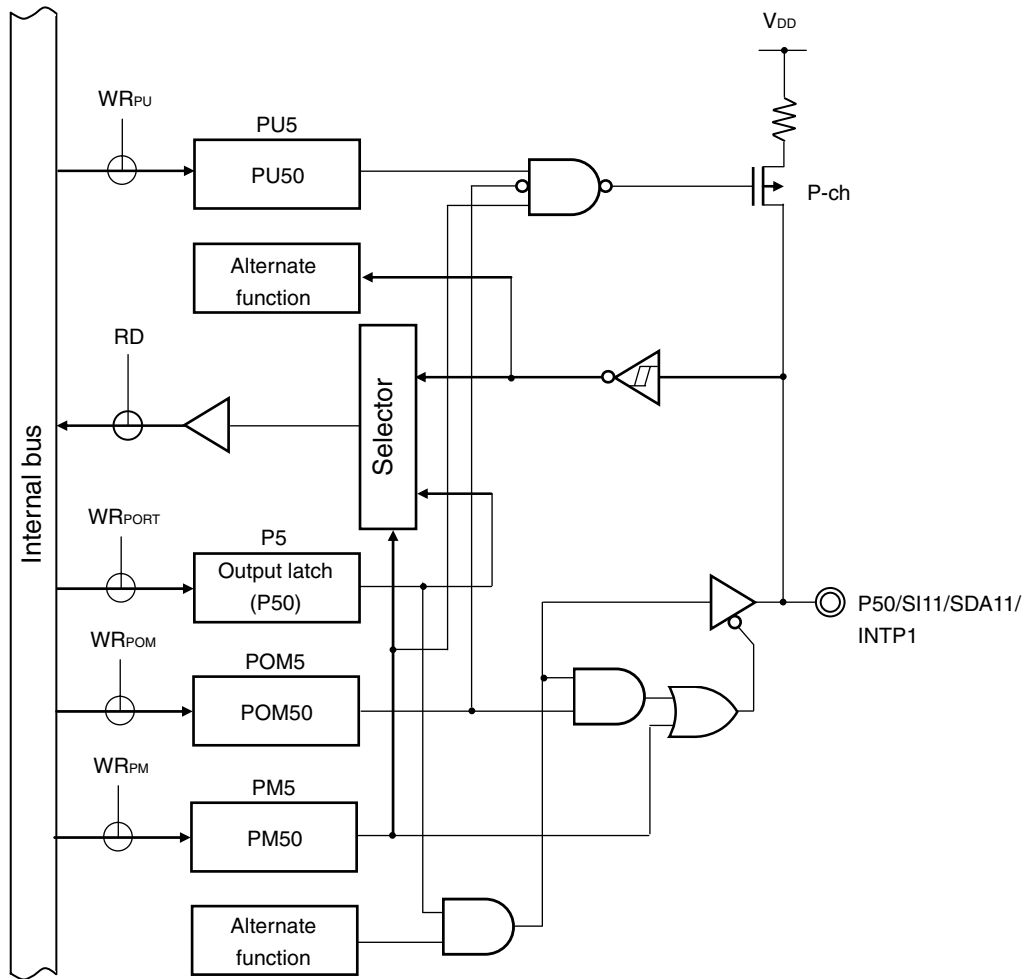 VDD
WRPU
PU5
PU50
P-ch
Alternate
function
RD
Selector
Internal bus
WRPORT
P5
Output latch
(P50)
P50/SI11/SDA11/
INTP1
WRPOM
POM5
POM50
WRPM
PM5
PM50
Alternate
function